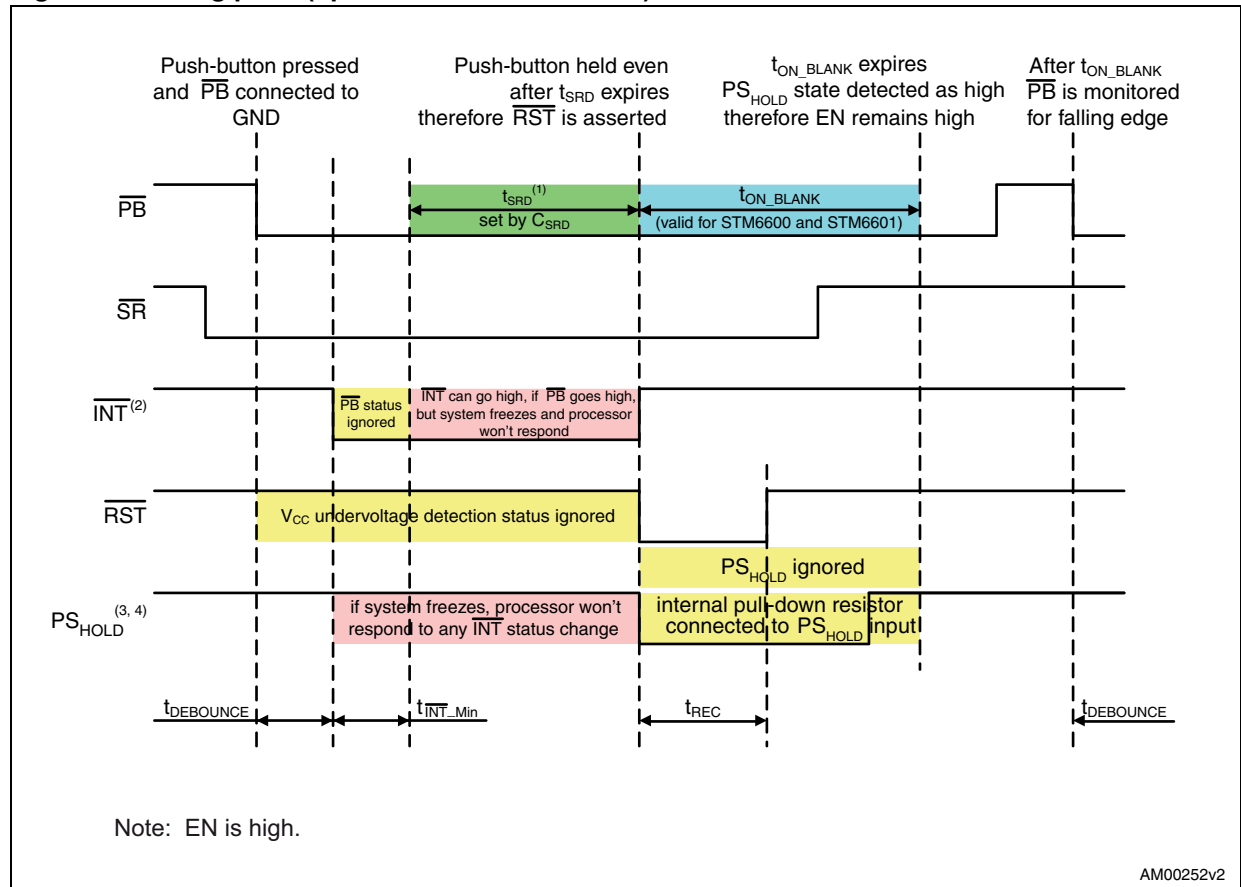 Push-button pressed
and PB connected to
GND
Push-button held even
after tSRD expires
therefore RST is asserted
tON_BLANK expires
PSHOLD state detected as high
therefore EN remains high
After tON_BLANK
PB is monitored
for falling edge
PB
tSRD(1)
set by CSRD
tON_BLANK
(valid for STM6600 and STM6601)
SR
INT(2)
PB status
ignored
INT can go high, if PB goes high,
but system freezes and processor
won't respond
RST
VCC undervoltage detection status ignored
PSHOLD ignored
PSHOLD(3, 4)
if system freezes, processor won't
respond to any INT status change
internal pull-down resistor
connected to PSHOLD input
tDEBOUNCE
tINT_Min
tREC
tDEBOUNCE
Note: EN is high.
AM00252v2